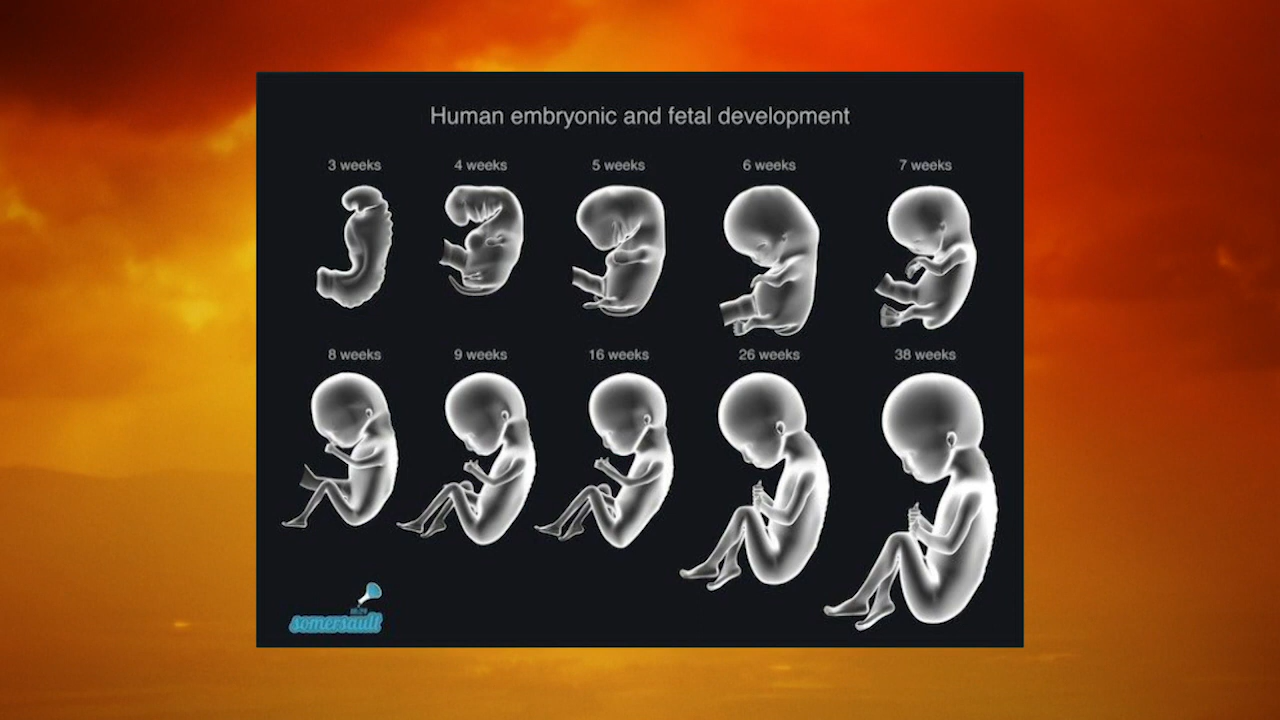 Human embryonic and fetal development
3 weeks 4 weeks 5 weeks 6 weeks 7 weeks
8 weeks 9 weeks 16 weeks 26 weeks 38 weeks
somersault